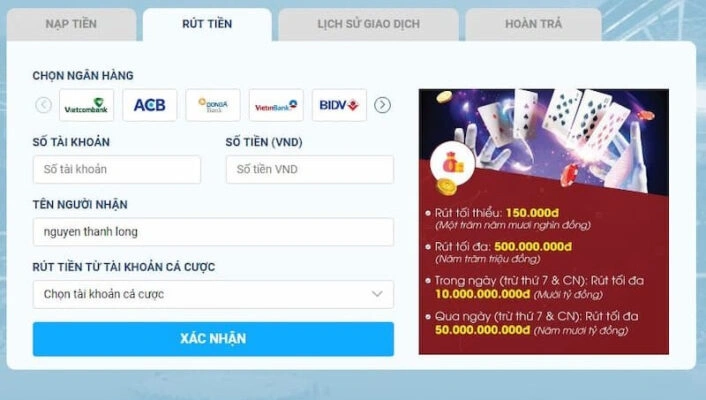 NẠP TIỀN
RÚT TIỀN
LỊCH SỬ GIAO DỊCH
HOÀN TRẢ
CHỌN NGÂN HÀNG
Vietcombank
ACB
DONGA Bank
VietinBank
BIDV
SỐ TÀI KHOẢN
SỐ TIỀN (VND)
Số tài khoản
Số tiền VND
TÊN NGƯỜI NHẬN
nguyen thanh long
RÚT TIỀN TỪ TÀI KHOẢN CÁ CƯỢC
Chọn tài khoản cá cược
XÁC NHẬN
Rút tối thiểu: 150.000đ
(Một trăm năm mươi nghìn đồng)
Rút tối đa: 500.000.000đ
(Năm trăm triệu đồng)
Trong ngày (trừ thứ 7 & CN): Rút tối đa
10.000.000.000đ (Mười tỷ đồng)
Qua ngày (trừ thứ 7 & CN): Rút tối đa
50.000.000.000đ (Năm mươi tỷ đồng)